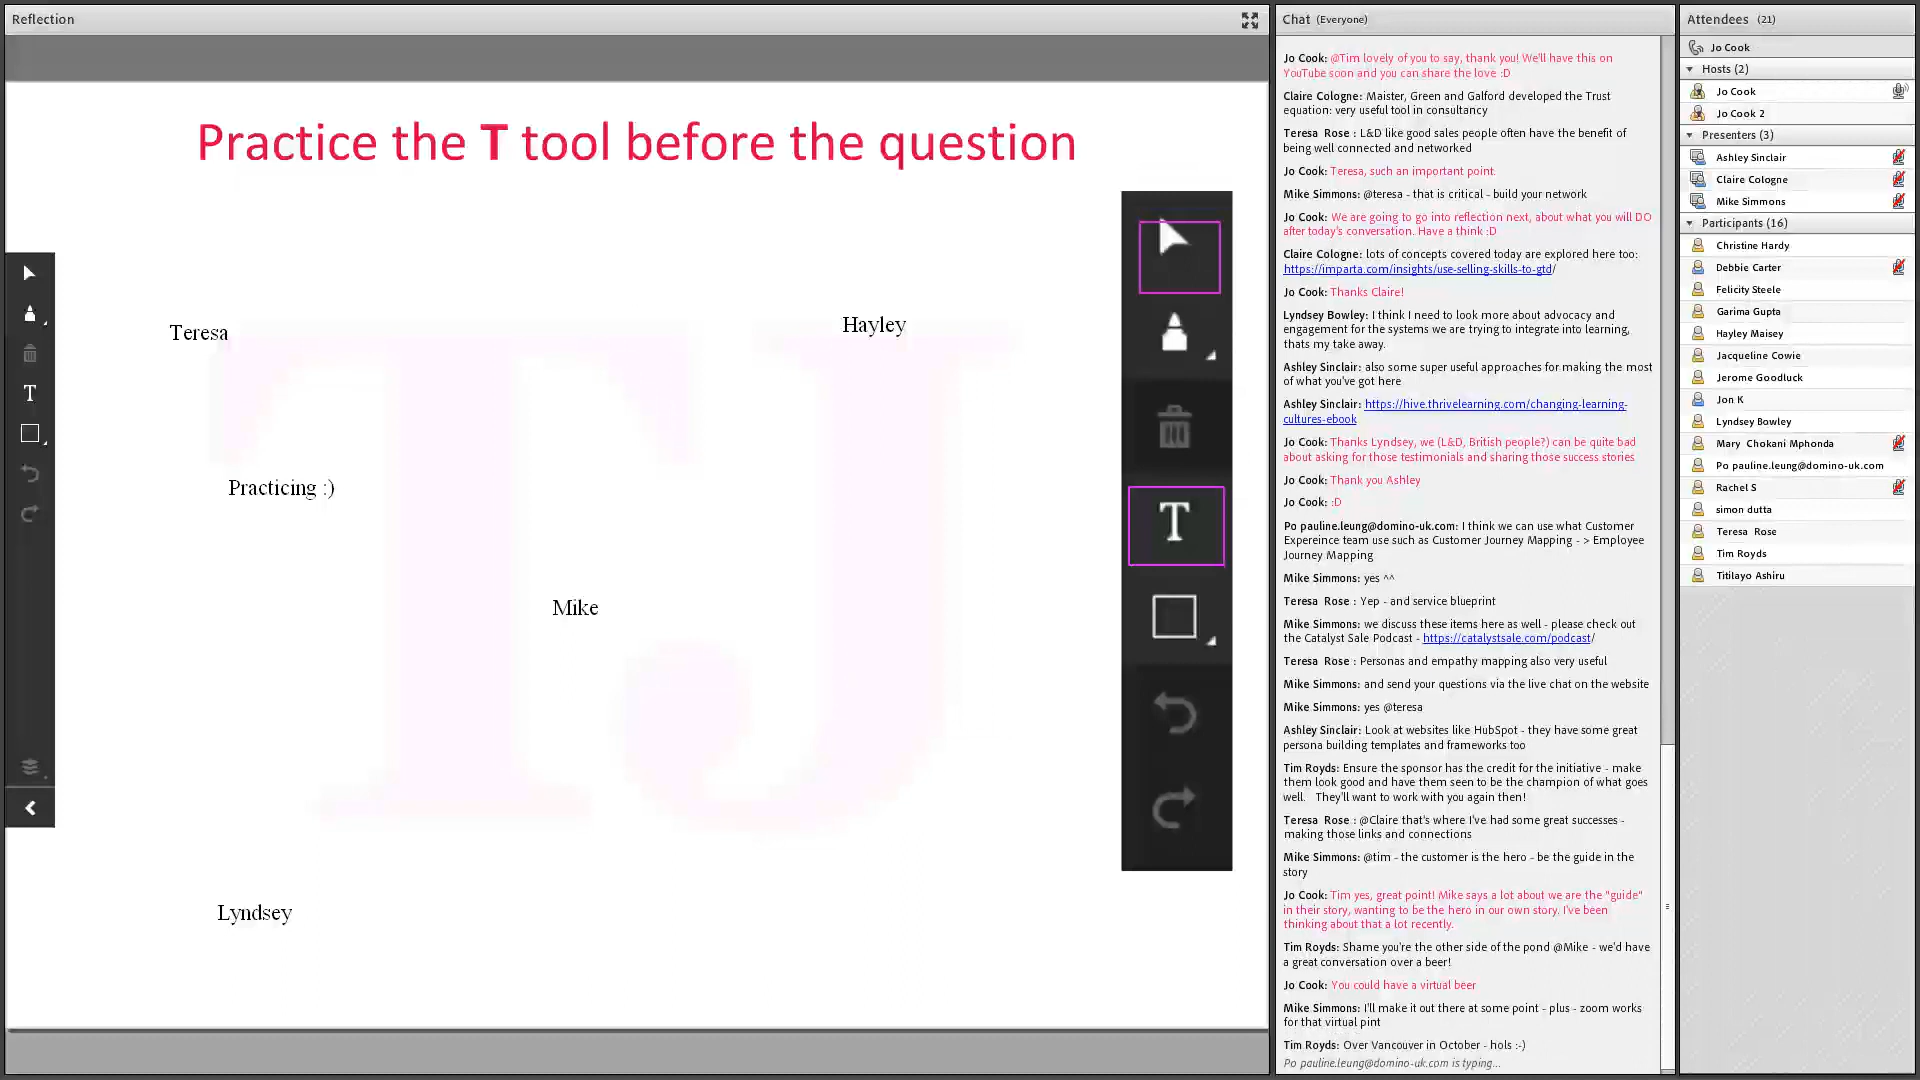 Reflection
Practice the T tool before the question
Teresa
Hayley
Practicing :)
Mike
Lyndsey
T
T
TJ
Chat (Everyone)
Jo Cook: @Tim lovely of you to say, thank you! We'll have this on
YouTube soon and you can share the love :D
Claire Cologne: Maister, Green and Galford developed the Trust
equation: very useful tool in consultancy
Teresa Rose : L&D like good sales people often have the benefit of
being well connected and networked
Jo Cook: Teresa, such an important point.
Mike Simmons: @teresa - that is critical - build your network
Jo Cook: We are going to go into reflection next, about what you will DO
after today's conversation. Have a think :D
Claire Cologne: lots of concepts covered today are explored here too:
https://imparta.com/insights/use-selling-skills-to-gtd/
Jo Cook: Thanks Claire!
Lyndsey Bowley: I think I need to look more about advocacy and
engagement for the systems we are trying to integrate into learning,
thats my take away.
Ashley Sinclair: also some super useful approaches for making the most
of what you've got here
Ashley Sinclair: https://hive.thrivelearning.com/changing-learning-
cultures-ebook
Jo Cook: Thanks Lyndsey, we (L&D, British people?) can be quite bad
about asking for those testimonials and sharing those success stories
Jo Cook: Thank you Ashley
Jo Cook: :D
Po pauline.leung@domino-uk.com: I think we can use what Customer
Expereince team use such as Customer Journey Mapping - > Employee
Journey Mapping
Mike Simmons: yes ^^
Teresa Rose : Yep - and service blueprint
Mike Simmons: we discuss these items here as well - please check out
the Catalyst Sale Podcast - https://catalystsale.com/podcast/
Teresa Rose : Personas and empathy mapping also very useful
Mike Simmons: and send your questions via the live chat on the website
Mike Simmons: yes @teresa
Ashley Sinclair: Look at websites like HubSpot - they have some great
persona building templates and frameworks too
Tim Royds: Ensure the sponsor has the credit for the initiative - make
them look good and have them seen to be the champion of what goes
well. They'll want to work with you again then!
Teresa Rose : @Claire that's where I've had some great successes -
making those links and connections
Mike Simmons: @tim - the customer is the hero - be the guide in the
story
Jo Cook: Tim yes, great point! Mike says a lot about we are the "guide"
in their story, wanting to be the hero in our own story. I've been
thinking about that a lot recently.
Tim Royds: Shame you're the other side of the pond @Mike - we'd have
a great conversation over a beer!
Jo Cook: You could have a virtual beer
Mike Simmons: I'll make it out there at some point - plus - zoom works
for that virtual pint
Tim Royds: Over Vancouver in October - hols :-)
Po pauline.leung@domino-uk.com is typing...
Attendees (21)
Jo Cook
Hosts (2)
Jo Cook
Jo Cook 2
Presenters (3)
Ashley Sinclair
Claire Cologne
Mike Simmons
Participants (16)
Christine Hardy
Debbie Carter
Felicity Steele
Garima Gupta
Hayley Maisey
Jacqueline Cowie
Jerome Goodluck
Jon K
Lyndsey Bowley
Mary Chokani Mphonda
Po pauline.leung@domino-uk.com
Rachel S
simon dutta
Teresa Rose
Tim Royds
Titilayo Ashiru